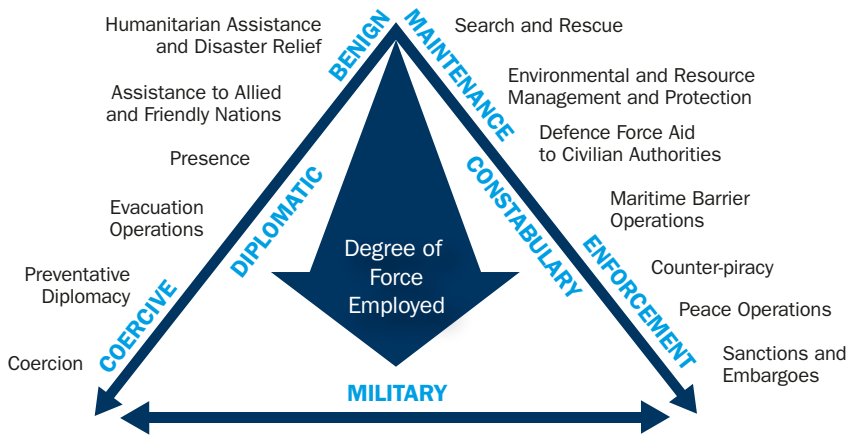 Humanitarian Assistance
and Disaster Relief
BENIGN
MAINTENANCE
Search and Rescue
Assistance to Allied
and Friendly Nations
Environmental and Resource
Management and Protection
Presence
Defence Force Aid
to Civilian Authorities
DIPLOMATIC
CONSTABULARY
Evacuation
Operations
Maritime Barrier
Operations
Degree of
Force
Employed
Preventative
Diplomacy
COERCIVE
ENFORCEMENT
Counter-piracy
Peace Operations
Coercion
Sanctions and
Embargoes
MILITARY